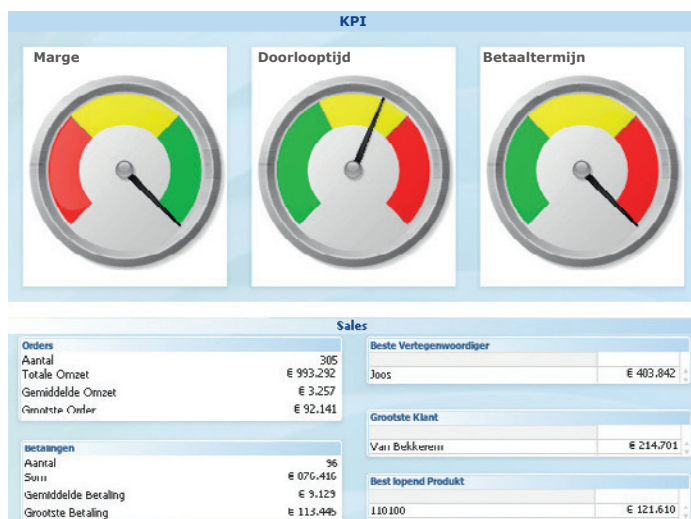 KPI
Marge
Doorlooptijd
Betaaltermijn
Sales
Orders
Aantal 305
Totale Omzet € 993.292
Gemiddelde Omzet € 3.257
Grootste Order € 92.141
Betalingen
Aantal 96
Som
Gemiddelde Betaling € 9.129
Grootste Betaling € 113.445
Beste Vertegenwoordiger
Joos € 403.842
Grootste Klant
Van Bekkerem € 214.701
Best lopend Produkt
110100 € 121.610